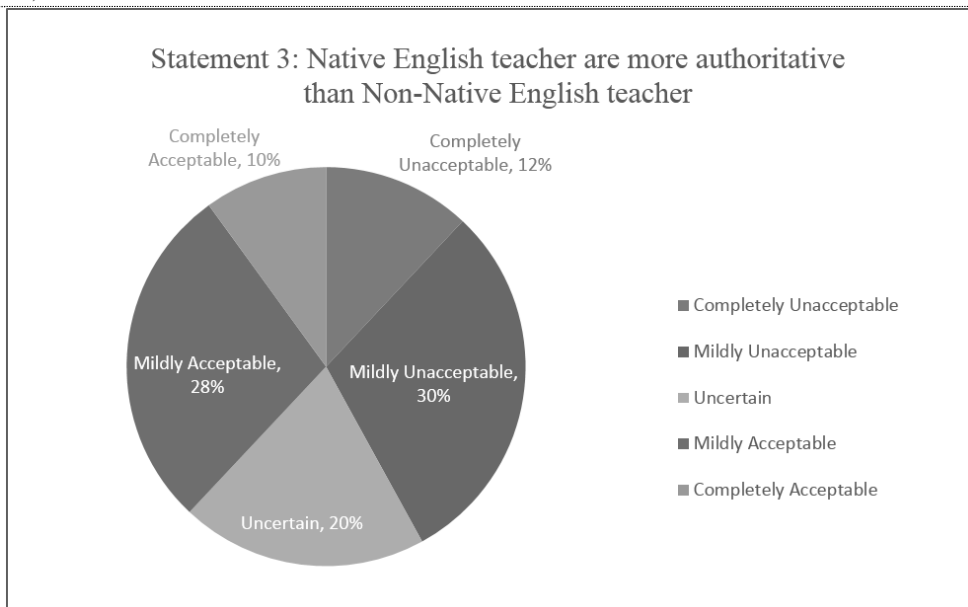 Statement 3: Native English teacher are more authoritative
than Non-Native English teacher
Completely
Acceptable, 10%
Completely
Unacceptable, 12%
Mildly Acceptable,
28%
Mildly Unacceptable,
30%
Uncertain, 20%
Completely Unacceptable
Mildly Unacceptable
Uncertain
Mildly Acceptable
Completely Acceptable